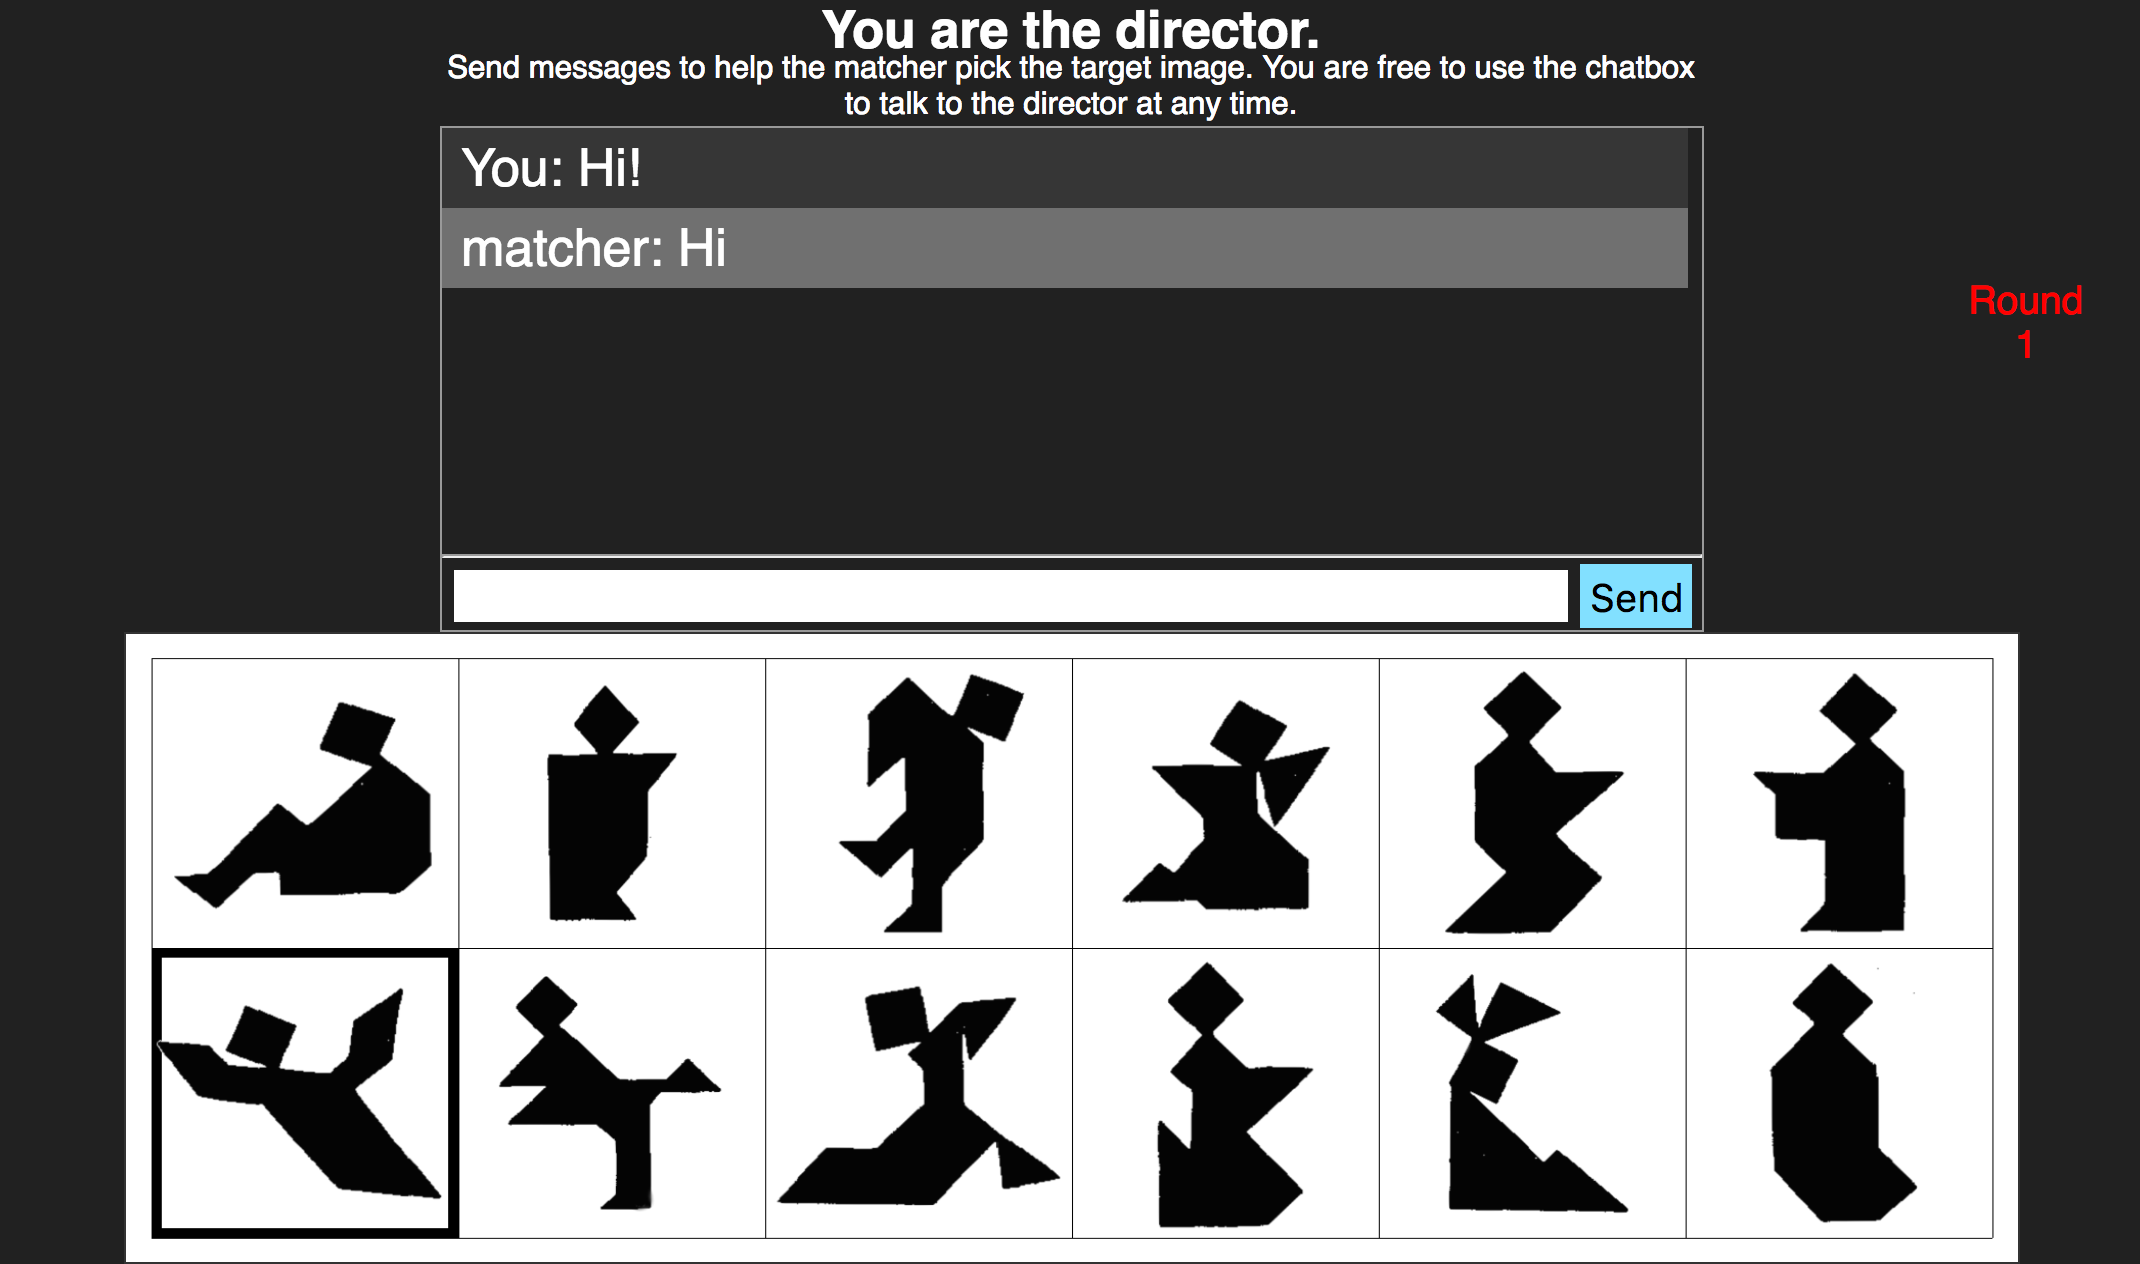 You are the director.
Send messages to help the matcher pick the target image. You are free to use the chatbox
to talk to the director at any time.
You: Hi!
matcher: Hi
Round
1
Send